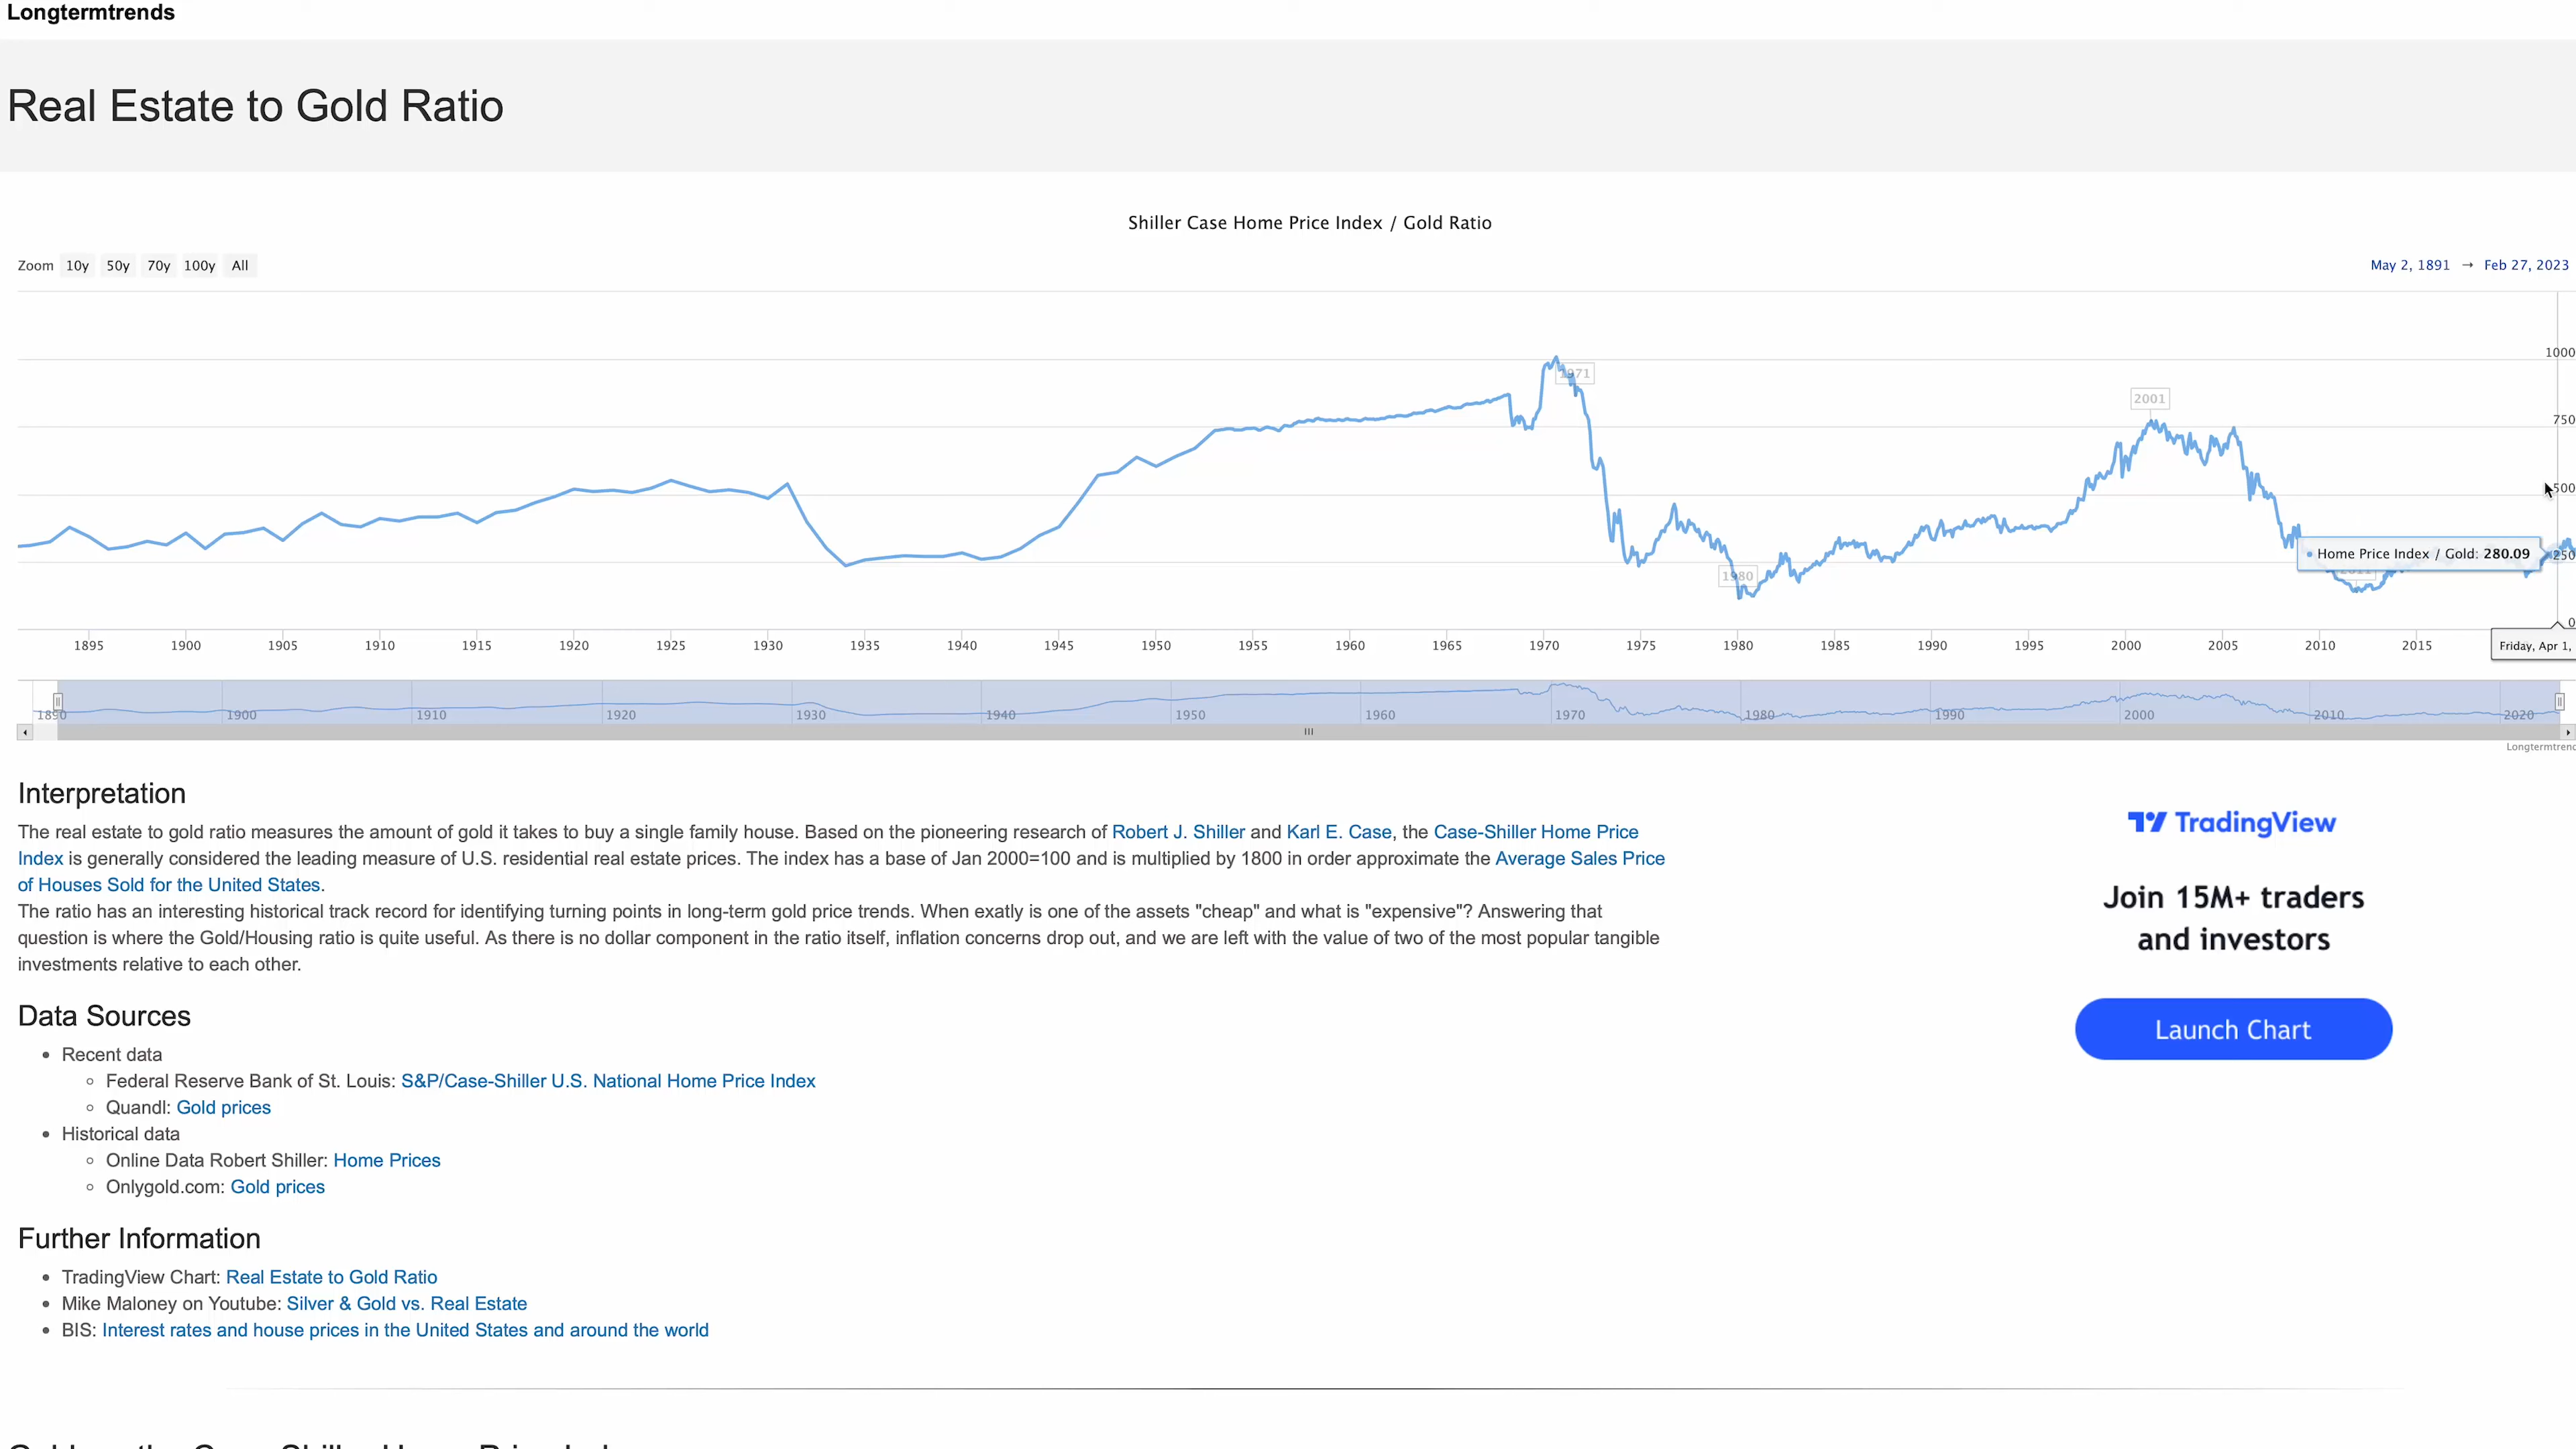 Longtermtrends
Real Estate to Gold Ratio
Shiller Case Home Price Index / Gold Ratio
Zoom 10y 50y 70y 100y All
May 2, 1891 → Feb 27, 2023
1000
1971
2001
750
500
Home Price Index / Gold: 280.09
250
1980
0
1895 1900 1905 1910 1915 1920 1925 1930 1935 1940 1945 1950 1955 1960 1965 1970 1975 1980 1985 1990 1995 2000 2005 2010 2015
Friday, Apr 1,
1890 1900 1910 1920 1930 1940 1950 1960 1970 1980 1990 2000 2010 2020
Longtermtrend
Interpretation
The real estate to gold ratio measures the amount of gold it takes to buy a single family house. Based on the pioneering research of Robert J. Shiller and Karl E. Case, the Case-Shiller Home Price
Index is generally considered the leading measure of U.S. residential real estate prices. The index has a base of Jan 2000=100 and is multiplied by 1800 in order approximate the Average Sales Price
of Houses Sold for the United States.
The ratio has an interesting historical track record for identifying turning points in long-term gold price trends. When exatly is one of the assets "cheap" and what is "expensive"? Answering that
question is where the Gold/Housing ratio is quite useful. As there is no dollar component in the ratio itself, inflation concerns drop out, and we are left with the value of two of the most popular tangible
investments relative to each other.
TradingView
Join 15M+ traders
and investors
Launch Chart
Data Sources
Recent data
Federal Reserve Bank of St. Louis: S&P/Case-Shiller U.S. National Home Price Index
Quandl: Gold prices
Historical data
Online Data Robert Shiller: Home Prices
Onlygold.com: Gold prices
Further Information
TradingView Chart: Real Estate to Gold Ratio
Mike Maloney on Youtube: Silver & Gold vs. Real Estate
BIS: Interest rates and house prices in the United States and around the world